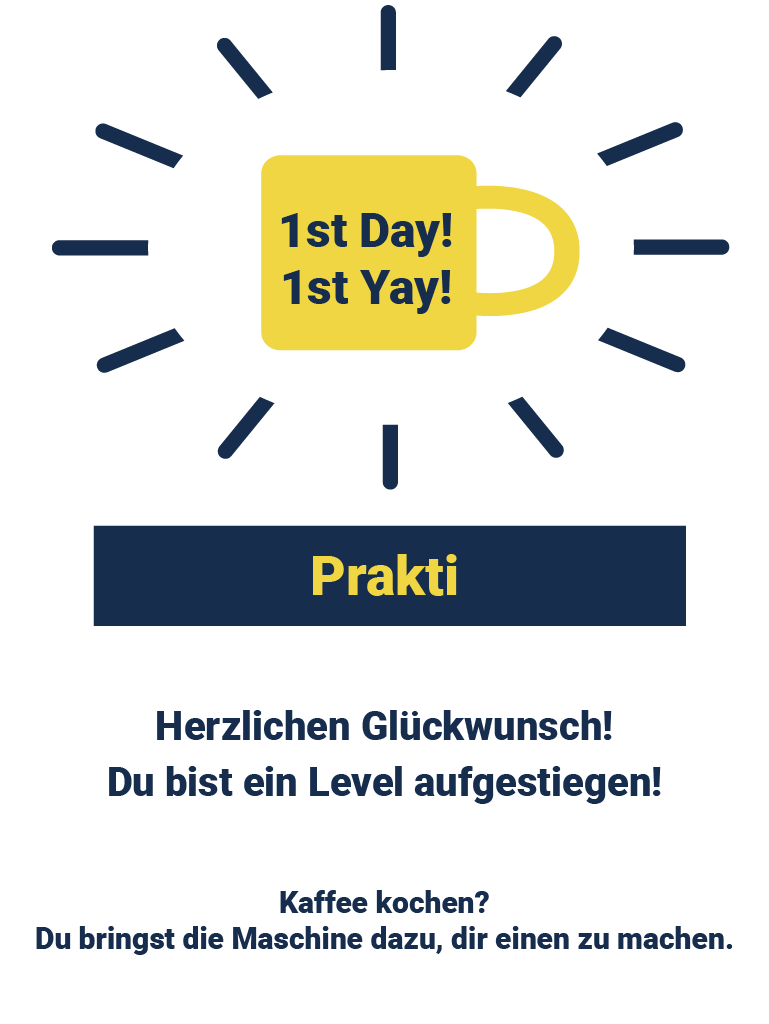 1st Day!
1st Yay!
Prakti
Herzlichen Glückwunsch!
Du bist ein Level aufgestiegen!
Kaffee kochen?
Du bringst die Maschine dazu, dir einen zu machen.